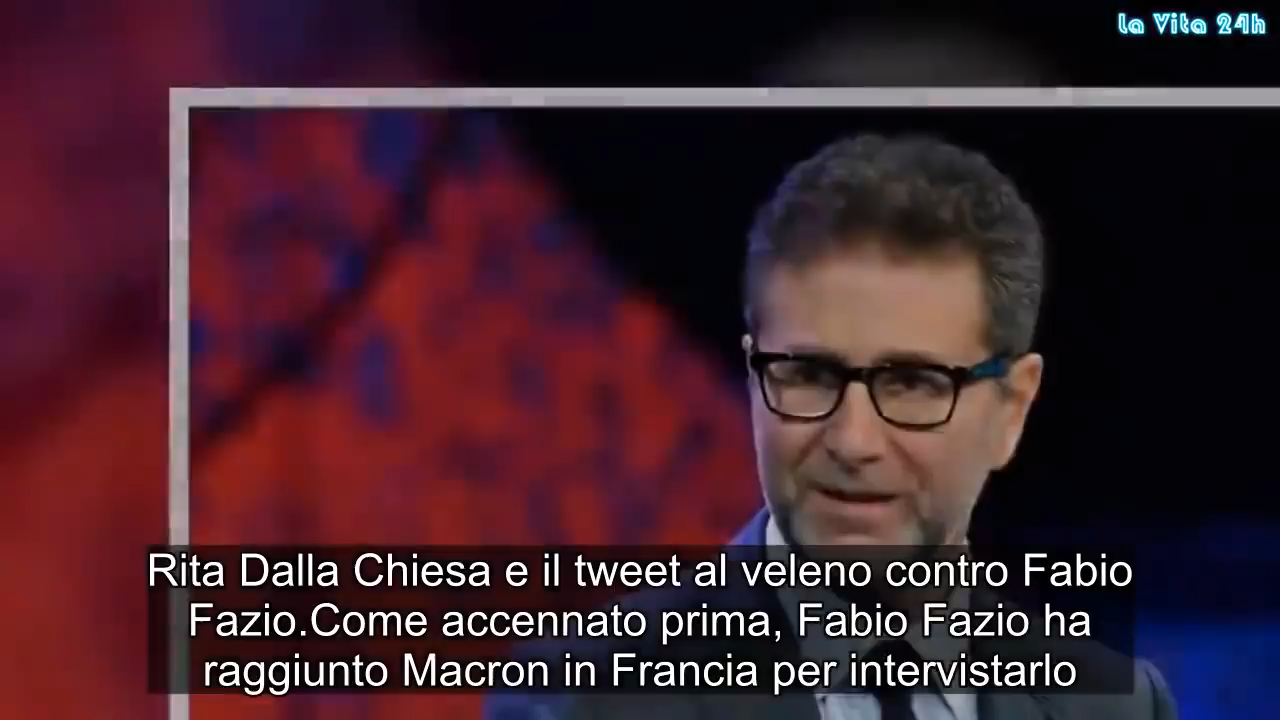 La Vita 24h
Rita Dalla Chiesa e il tweet al veleno contro Fabio
Fazio.Come accennato prima, Fabio Fazio ha
raggiunto Macron in Francia per intervistarlo